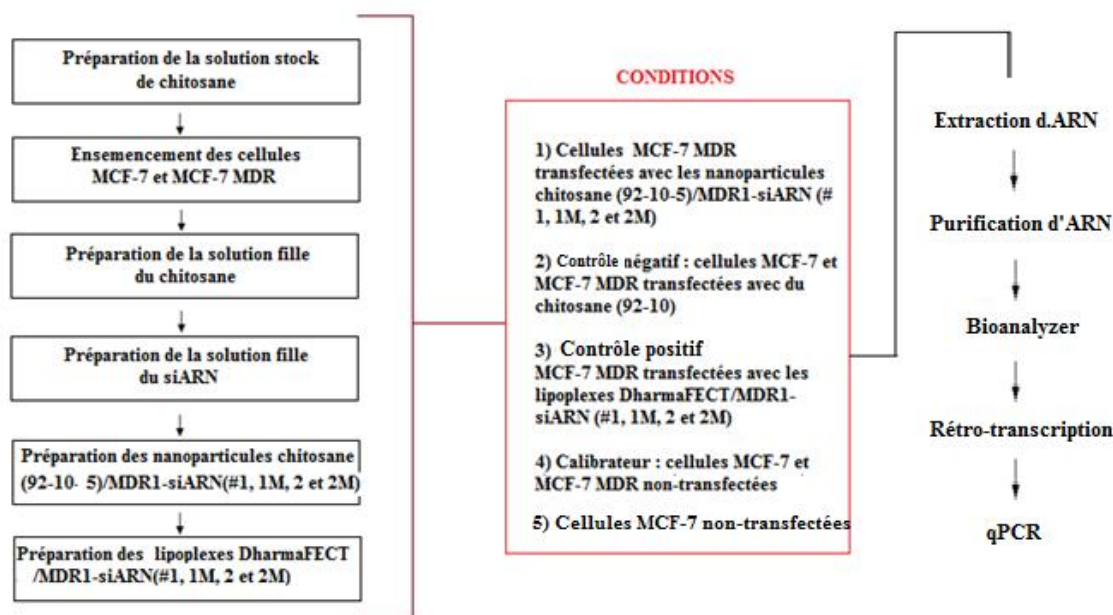 Préparation de la solution stock
de chitosane
Ensemencement des cellules
MCF-7 et MCF-7 MDR
Préparation de la solution fille
du chitosane
Préparation de la solution fille
du siARN
Préparation des nanoparticules chitosane
(92-10- 5)/MDR1-siARN(#1, 1M, 2 et 2M)
Préparation des lipoplexes DharmaFECT
/MDR1-siARN(#1, 1M, 2 et 2M)
CONDITIONS
1) Cellules MCF-7 MDR
transfectées avec les nanoparticules
chitosane (92-10-5)/MDR1-siARN (#
1, 1M, 2 et 2M)
2) Contrôle négatif : cellules MCF-7 et
MCF-7 MDR transfectées avec du
chitosane (92-10)
3) Contrôle positif
MCF-7 MDR transfectées avec les
lipoplexes DharmaFECT/MDR1-
siARN (#1, 1M, 2 et 2M)
4) Calibrateur : cellules MCF-7 et
MCF-7 MDR non-transfectées
5) Cellules MCF-7 non-transfectées
Extraction d.ARN
Purification d'ARN
Bioanalyzer
Rétro-transcription
qPCR